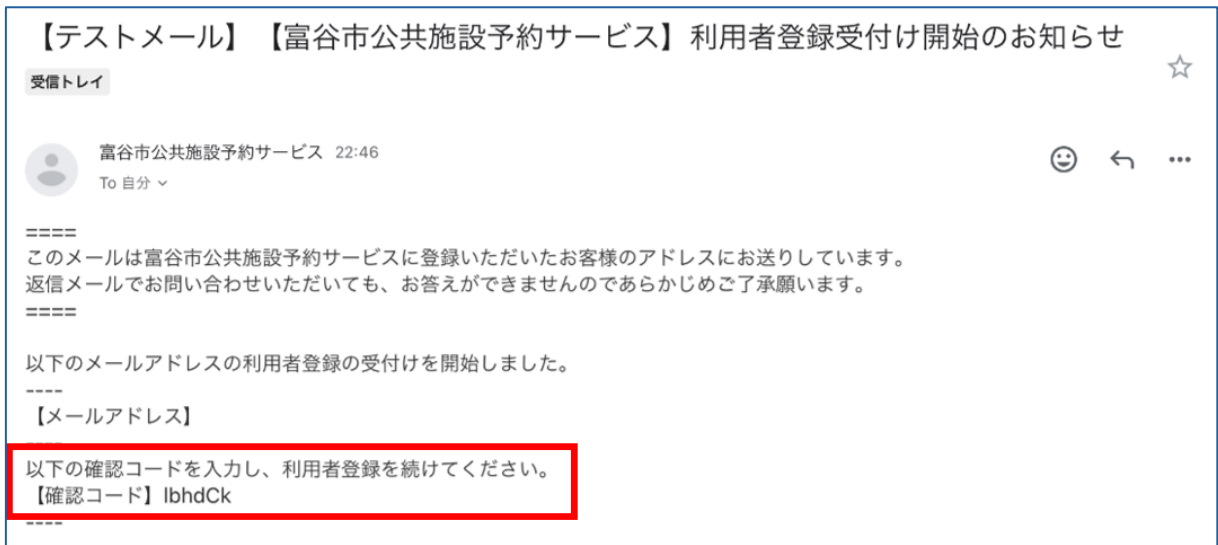 【テストメール】【富谷市公共施設予約サービス】利用者登録受付け開始のお知らせ
受信トレイ
富谷市公共施設予約サービス 22:46
To 自分
====
このメールは富谷市公共施設予約サービスに登録いただいたお客様のアドレスにお送りしています。
返信メールでお問い合わせいただいても、お答えができませんのであらかじめご了承願います。
====
以下のメールアドレスの利用者登録の受付けを開始しました。
----
【メールアドレス】
----
以下の確認コードを入力し、利用者登録を続けてください。
【確認コード】lbhdCk
----